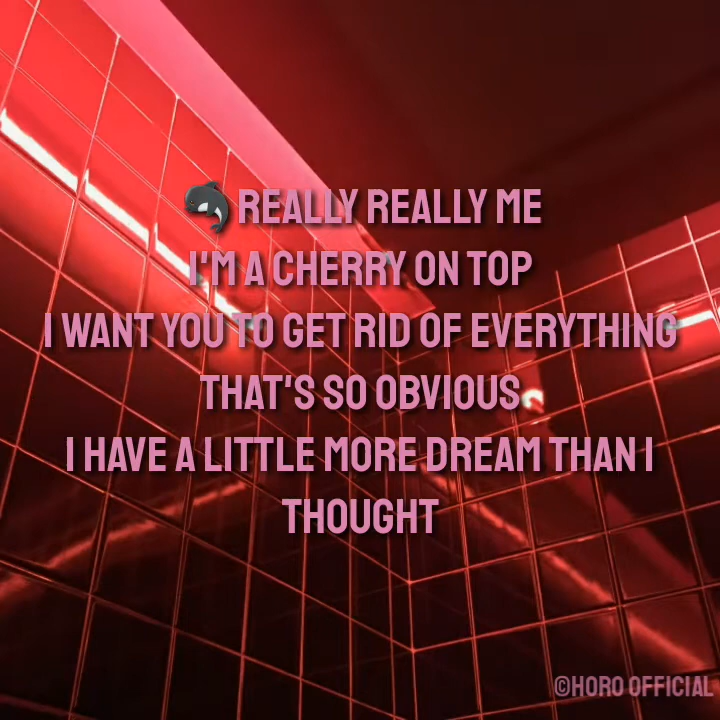 REALLY REALLY ME
I'M A CHERRY ON TOP
I WANT YOU TO GET RID OF EVERYTHING
THAT'S SO OBVIOUS
I HAVE A LITTLE MORE DREAM THAN I
THOUGHT
©HORO OFFICIAL